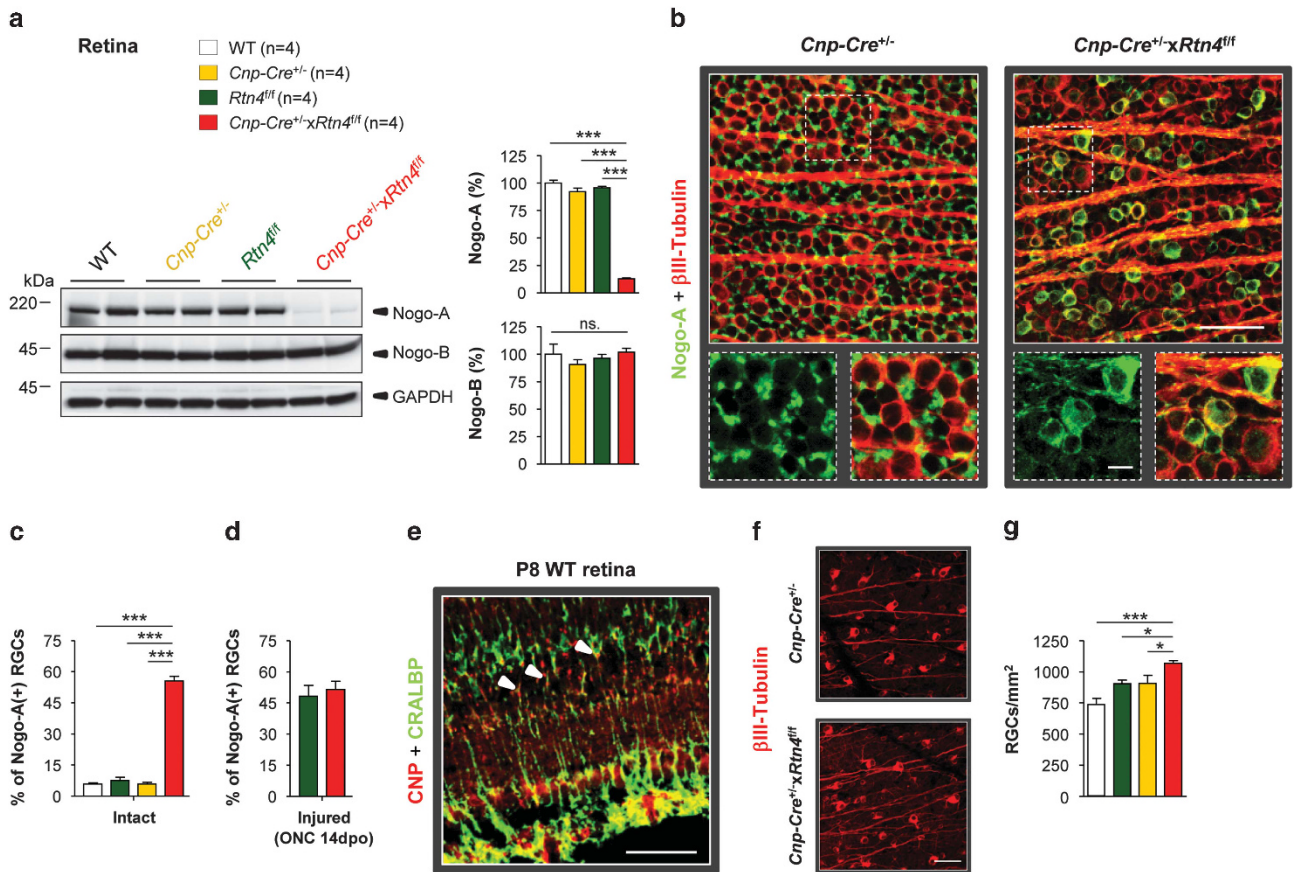 a
Retina
WT (n=4)
Cnp-Cre+/- (n=4)
Rtn4f/f (n=4)
Cnp-Cre+/-xRtn4f/f (n=4)
WT
Cnp-Cre+/-
Rtn4f/f
Cnp-Cre+/-xRtn4f/f
kDa
220
45
45
Nogo-A
Nogo-B
GAPDH
***
***
***
Nogo-A (%)
125
100
75
50
25
0
ns.
Nogo-B (%)
125
100
75
50
25
0
b
Cnp-Cre+/-
Cnp-Cre+/-xRtn4f/f
Nogo-A + βIII-Tubulin
c
***
***
***
% of Nogo-A(+) RGCs
75
60
45
30
15
0
Intact
d
% of Nogo-A(+) RGCs
75
60
45
30
15
0
Injured
(ONC 14dpo)
e
P8 WT retina
CNP + CRALBP
f
βIII-Tubulin
Cnp-Cre+/-
Cnp-Cre+/-xRtn4f/f
g
***
*
*
RGCs/mm²
1250
1000
750
500
250
0